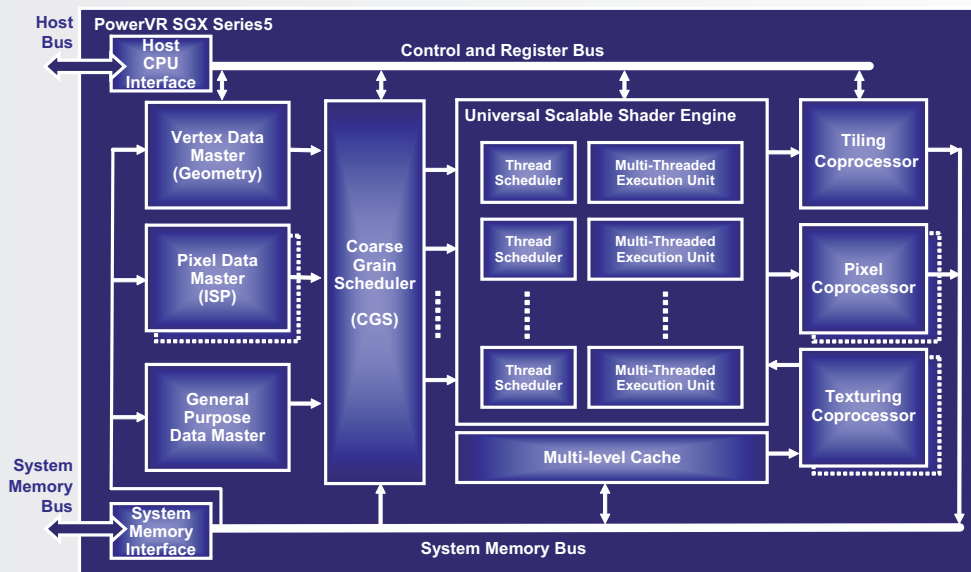 Host
Bus
PowerVR SGX Series5
Host
CPU
Interface
Control and Register Bus
Vertex Data
Master
(Geometry)
Pixel Data
Master
(ISP)
General
Purpose
Data Master
Coarse
Grain
Scheduler
(CGS)
Universal Scalable Shader Engine
Thread
Scheduler
Multi-Threaded
Execution Unit
Thread
Scheduler
Multi-Threaded
Execution Unit
Thread
Scheduler
Multi-Threaded
Execution Unit
Multi-level Cache
Tiling
Coprocessor
Pixel
Coprocessor
Texturing
Coprocessor
System
Memory
Bus
System
Memory
Interface
System Memory Bus